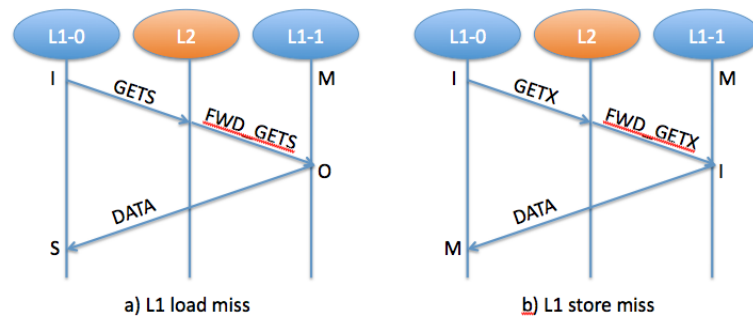 L1-0 L2 L1-1
I M
GETS
FWD_GETS
O
DATA
S
a) L1 load miss
L1-0 L2 L1-1
I M
GETX
FWD_GETX
I
DATA
M
b) L1 store miss